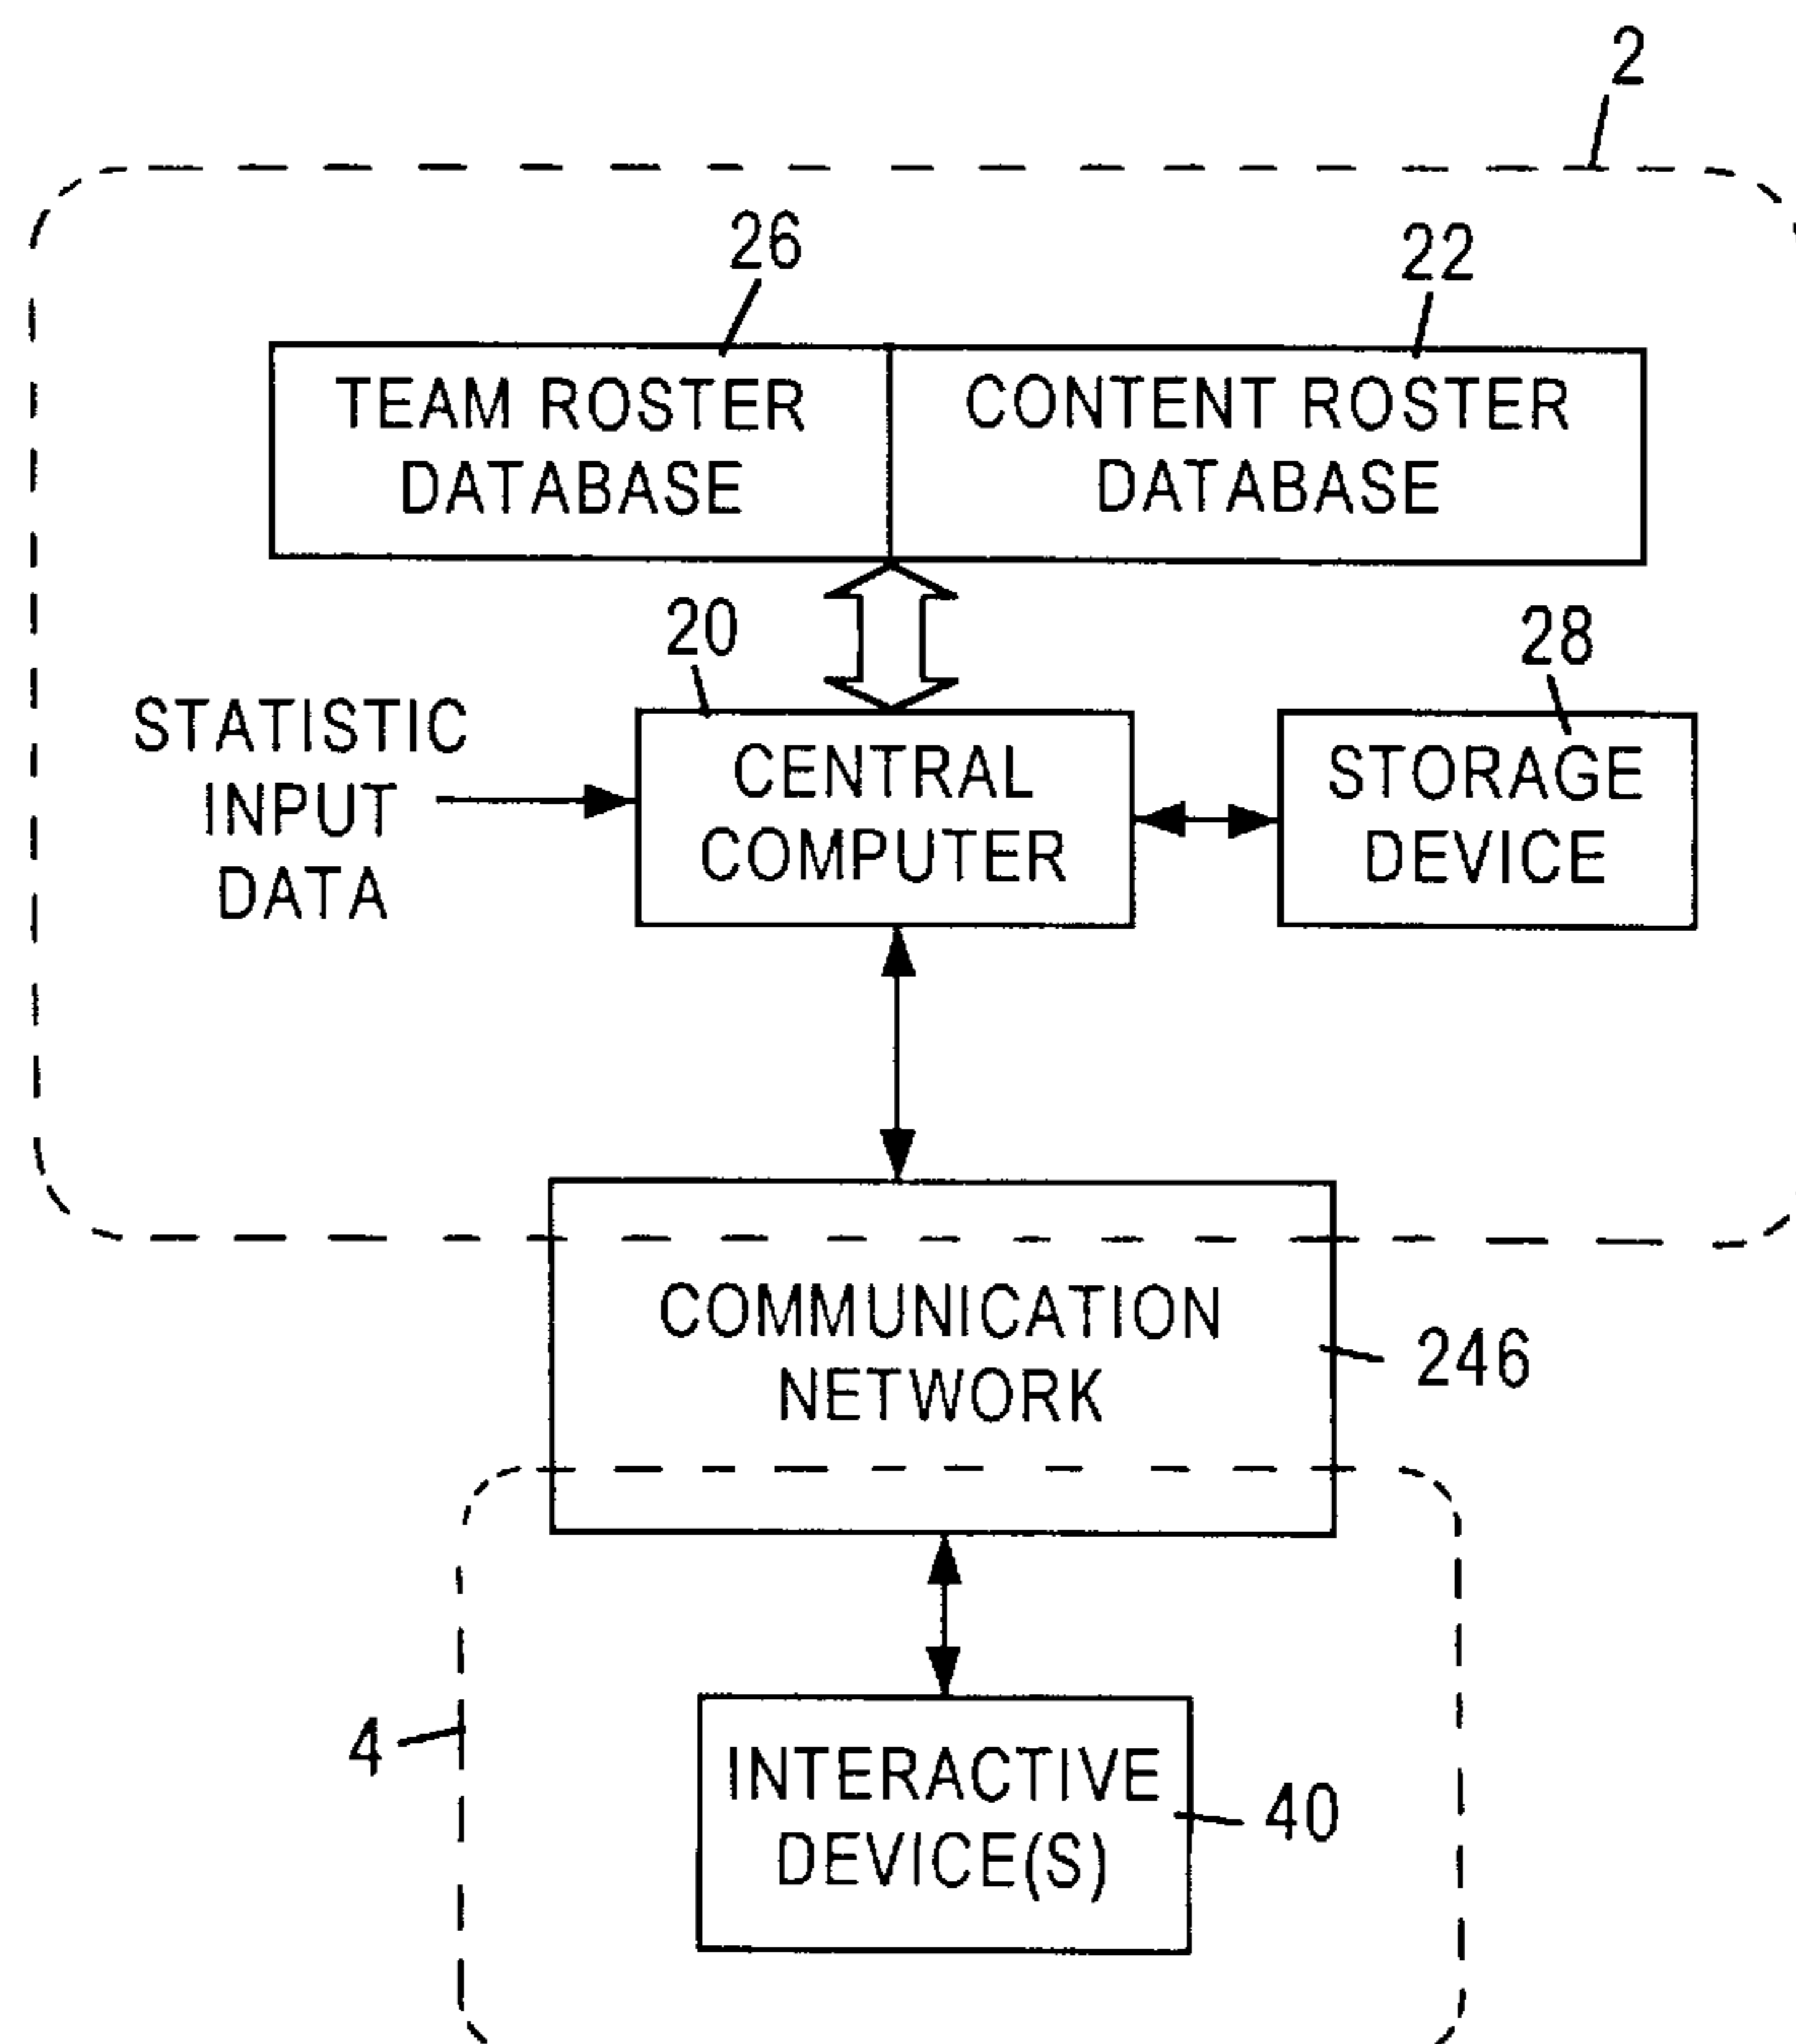 2
26
22
TEAM ROSTER
DATABASE
CONTENT ROSTER
DATABASE
20
28
STATISTIC
INPUT
DATA
CENTRAL
COMPUTER
STORAGE
DEVICE
COMMUNICATION
NETWORK
246
4
INTERACTIVE
DEVICE(S)
40